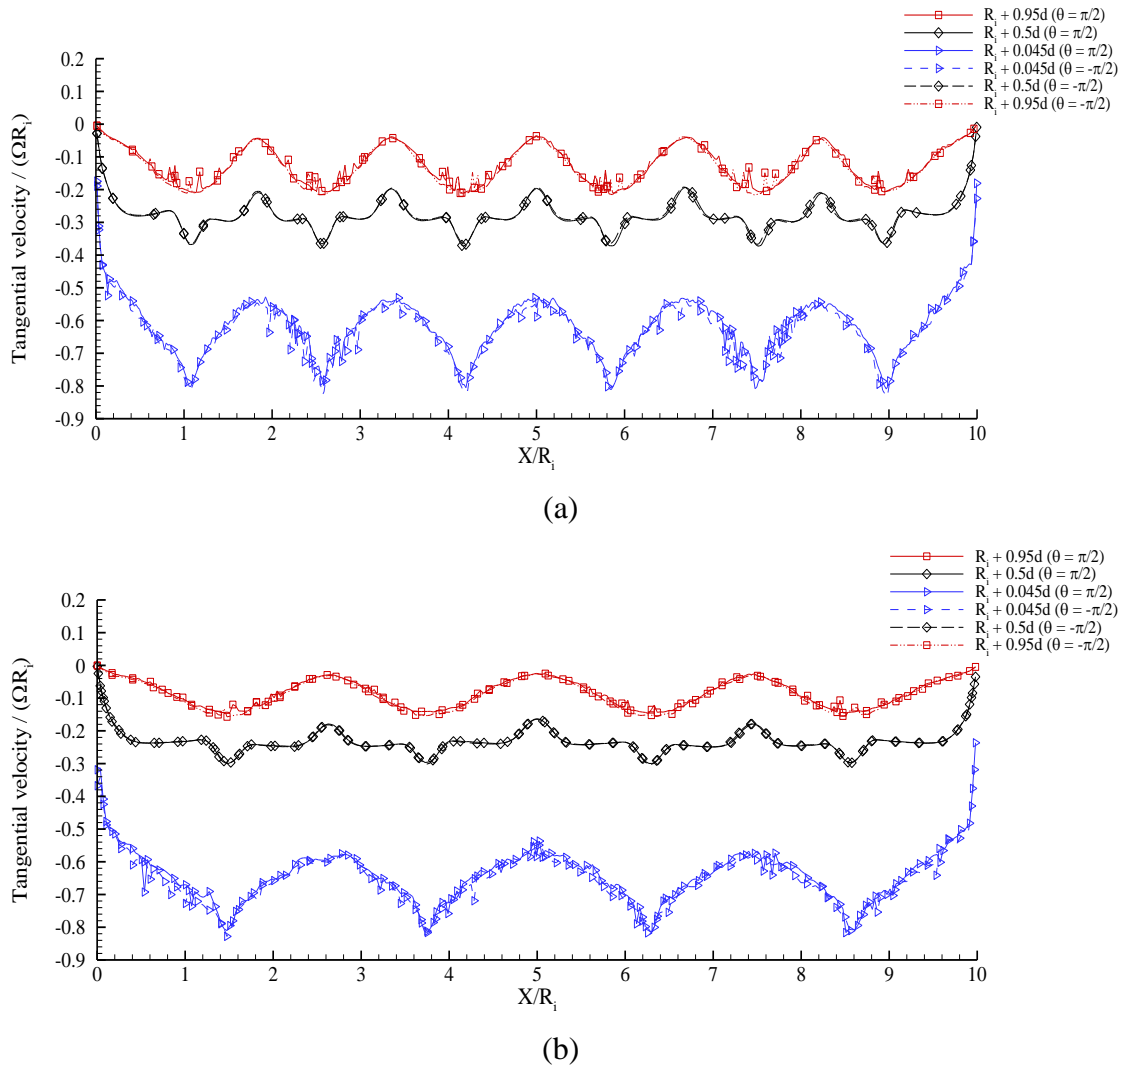 R_i + 0.95d (θ = π/2)
R_i + 0.5d (θ = π/2)
R_i + 0.045d (θ = π/2)
R_i + 0.045d (θ = -π/2)
R_i + 0.5d (θ = -π/2)
R_i + 0.95d (θ = -π/2)
Tangential velocity / (ΩR_i)
0.2
0.1
0
-0.1
-0.2
-0.3
-0.4
-0.5
-0.6
-0.7
-0.8
-0.9
0 1 2 3 4 5 6 7 8 9 10
X/R_i
(a)
R_i + 0.95d (θ = π/2)
R_i + 0.5d (θ = π/2)
R_i + 0.045d (θ = π/2)
R_i + 0.045d (θ = -π/2)
R_i + 0.5d (θ = -π/2)
R_i + 0.95d (θ = -π/2)
Tangential velocity / (ΩR_i)
0.2
0.1
0
-0.1
-0.2
-0.3
-0.4
-0.5
-0.6
-0.7
-0.8
-0.9
0 1 2 3 4 5 6 7 8 9 10
X/R_i
(b)